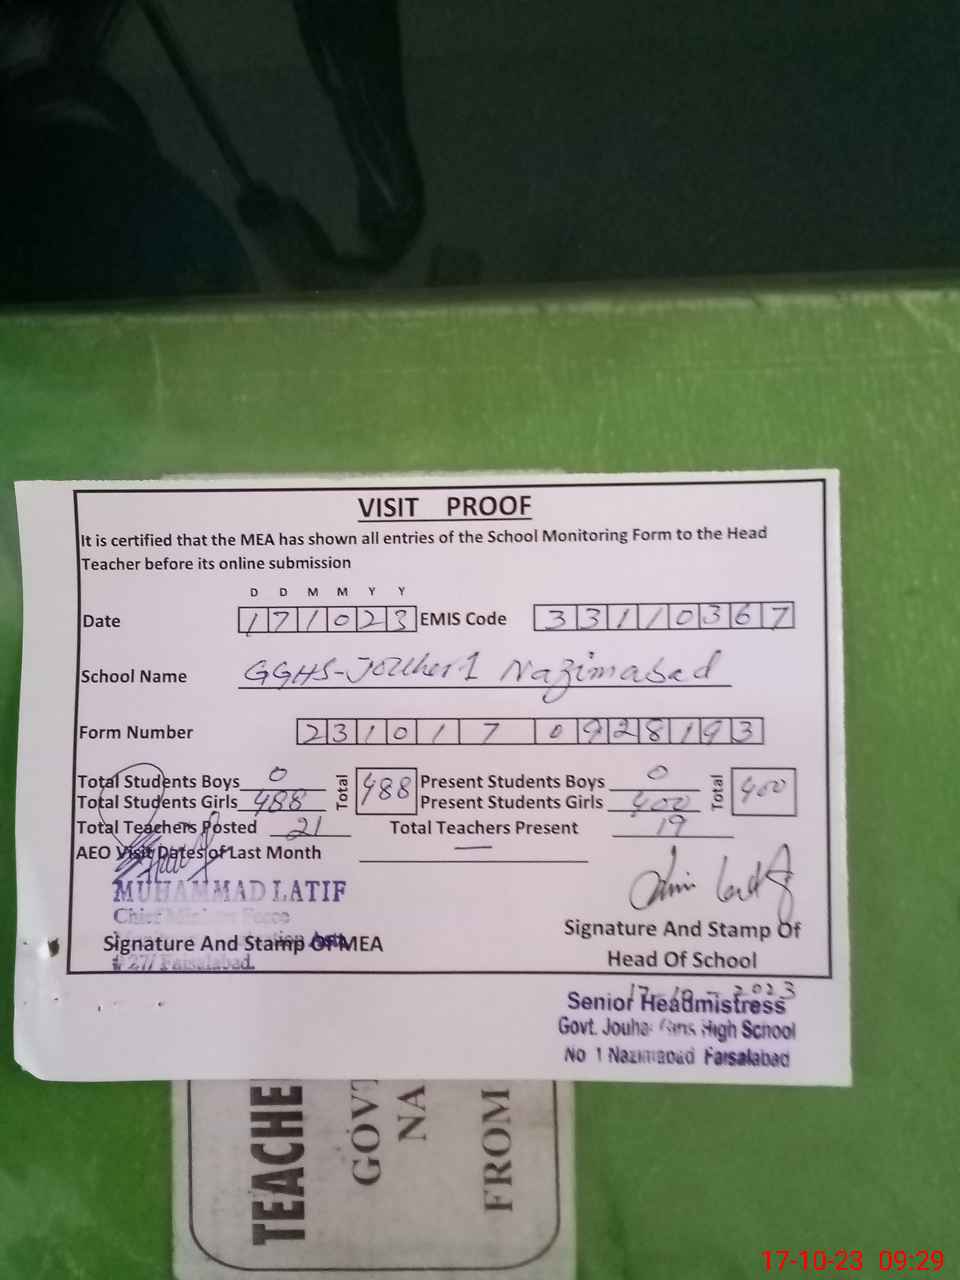 VISIT PROOF
It is certified that the MEA has shown all entries of the School Monitoring Form to the Head
Teacher before its online submission
D D M M Y Y
Date 171023 EMIS Code 33110367
School Name GGHS-Jouher 1 Nazimabad
Form Number 231017 0928193
Total Students Boys 0 Total 488 Present Students Boys 0 Total 400
Total Students Girls 488 Present Students Girls 400
Total Teachers Posted 21 Total Teachers Present 19
AEO Visit Dates of Last Month —
MUHAMMAD LATIF
Chief Force
Signature And Stamp Of MEA
# 27/ Faisalabad.
Signature And Stamp Of
Head Of School
17-10-2023
Senior Headmistress
Govt. High School
No 1 Nazimabad Faisalabad
TEACHE
GOVT
NA
FROM
17-10-23 09:29